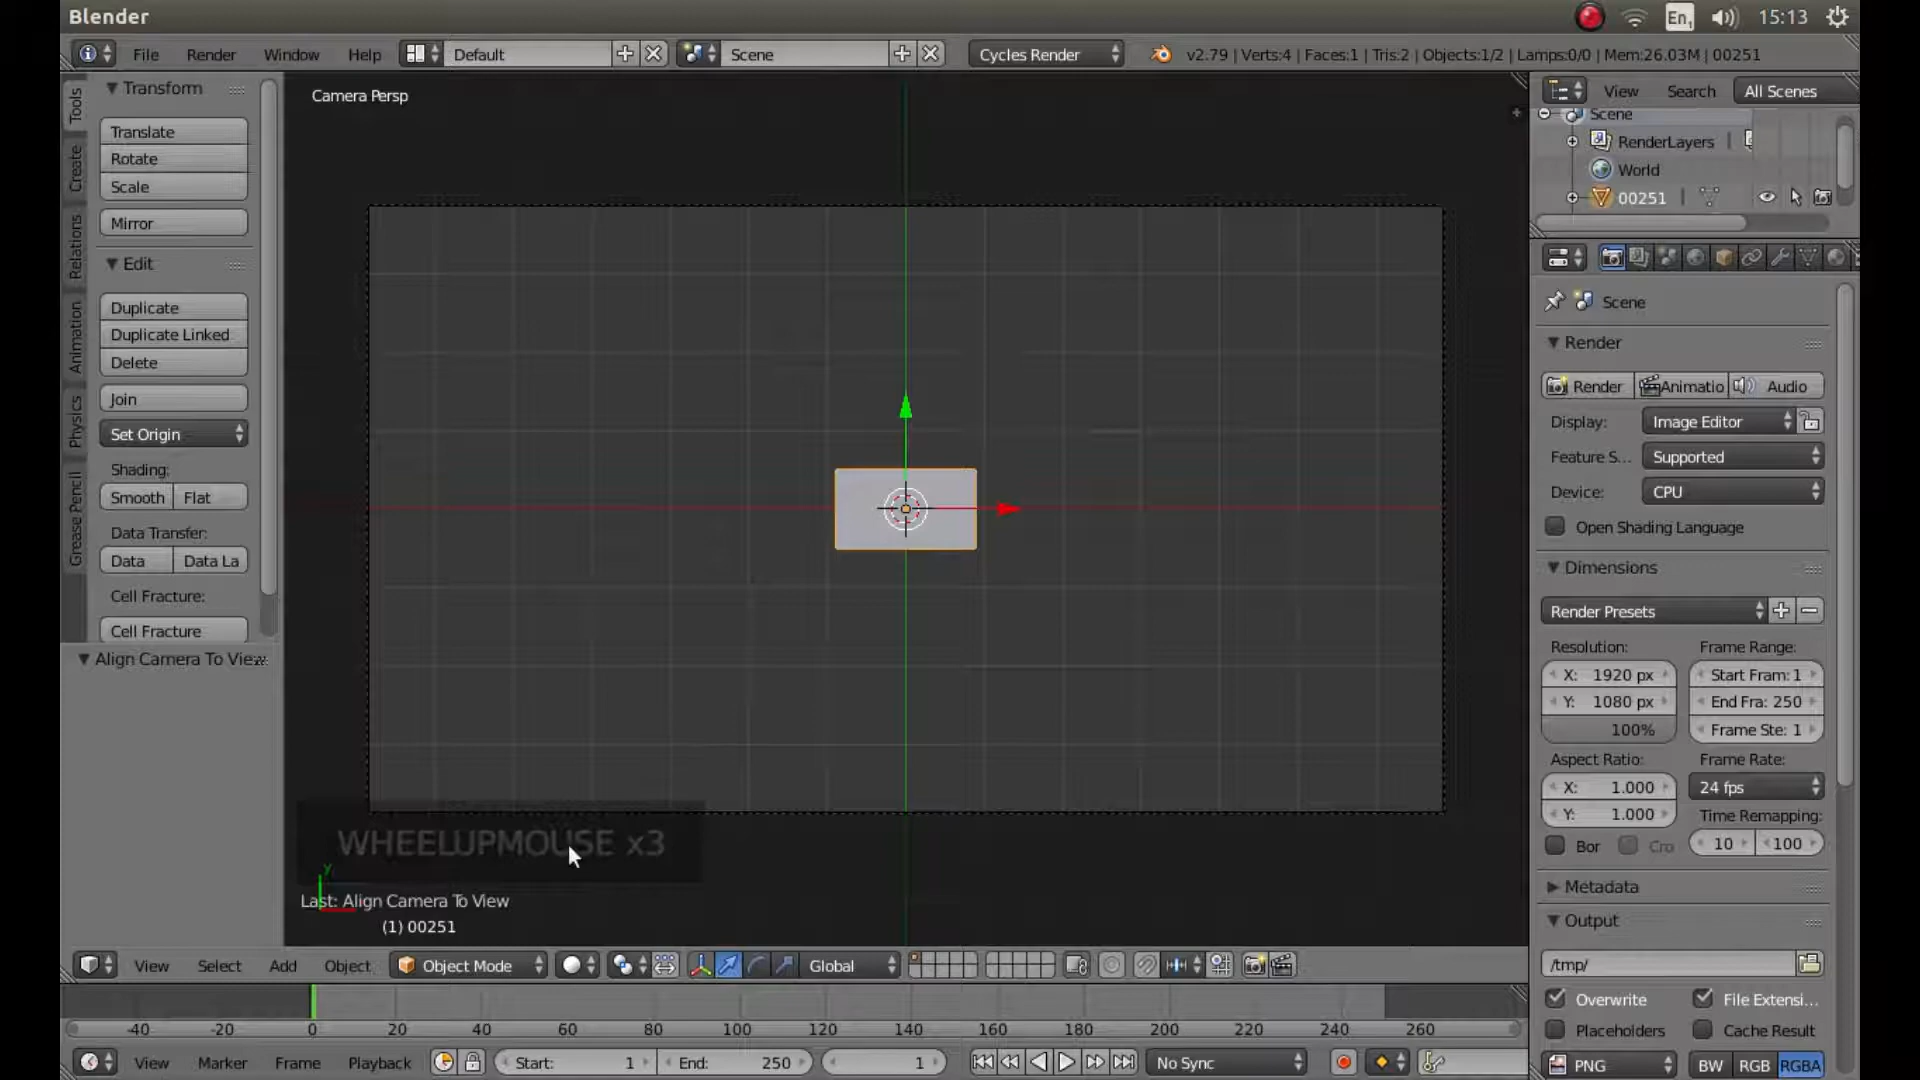 Blender
En1 15:13
File Render Window Help Default Scene Cycles Render v2.79 | Verts:4 | Faces:1 | Tris:2 | Objects:1/2 | Lamps:0/0 | Mem:26.03M | 00251
Tools
Create
Relations
Animation
Physics
Grease Pencil
Transform
Translate
Rotate
Scale
Mirror
Edit
Duplicate
Duplicate Linked
Delete
Join
Set Origin
Shading:
Smooth Flat
Data Transfer:
Data Data La
Cell Fracture:
Cell Fracture
Align Camera To View
Camera Persp
WHEELUPMOUSE x3
y
Last: Align Camera To View
(1) 00251
View Search All Scenes
Scene
RenderLayers
World
00251
Scene
Render
Render Animatio Audio
Display: Image Editor
Feature S... Supported
Device: CPU
Open Shading Language
Dimensions
Render Presets
Resolution: Frame Range:
X: 1920 px Start Fram: 1
Y: 1080 px End Fra: 250
100% Frame Ste: 1
Aspect Ratio: Frame Rate:
X: 1.000 24 fps
Y: 1.000 Time Remapping:
Bor Cro 10 100
Metadata
Output
/tmp/
Overwrite File Extensi...
Placeholders Cache Result
PNG BW RGB RGBA
View Select Add Object Object Mode Global
-40 -20 0 20 40 60 80 100 120 140 160 180 200 220 240 260
View Marker Frame Playback Start: 1 End: 250 1 No Sync